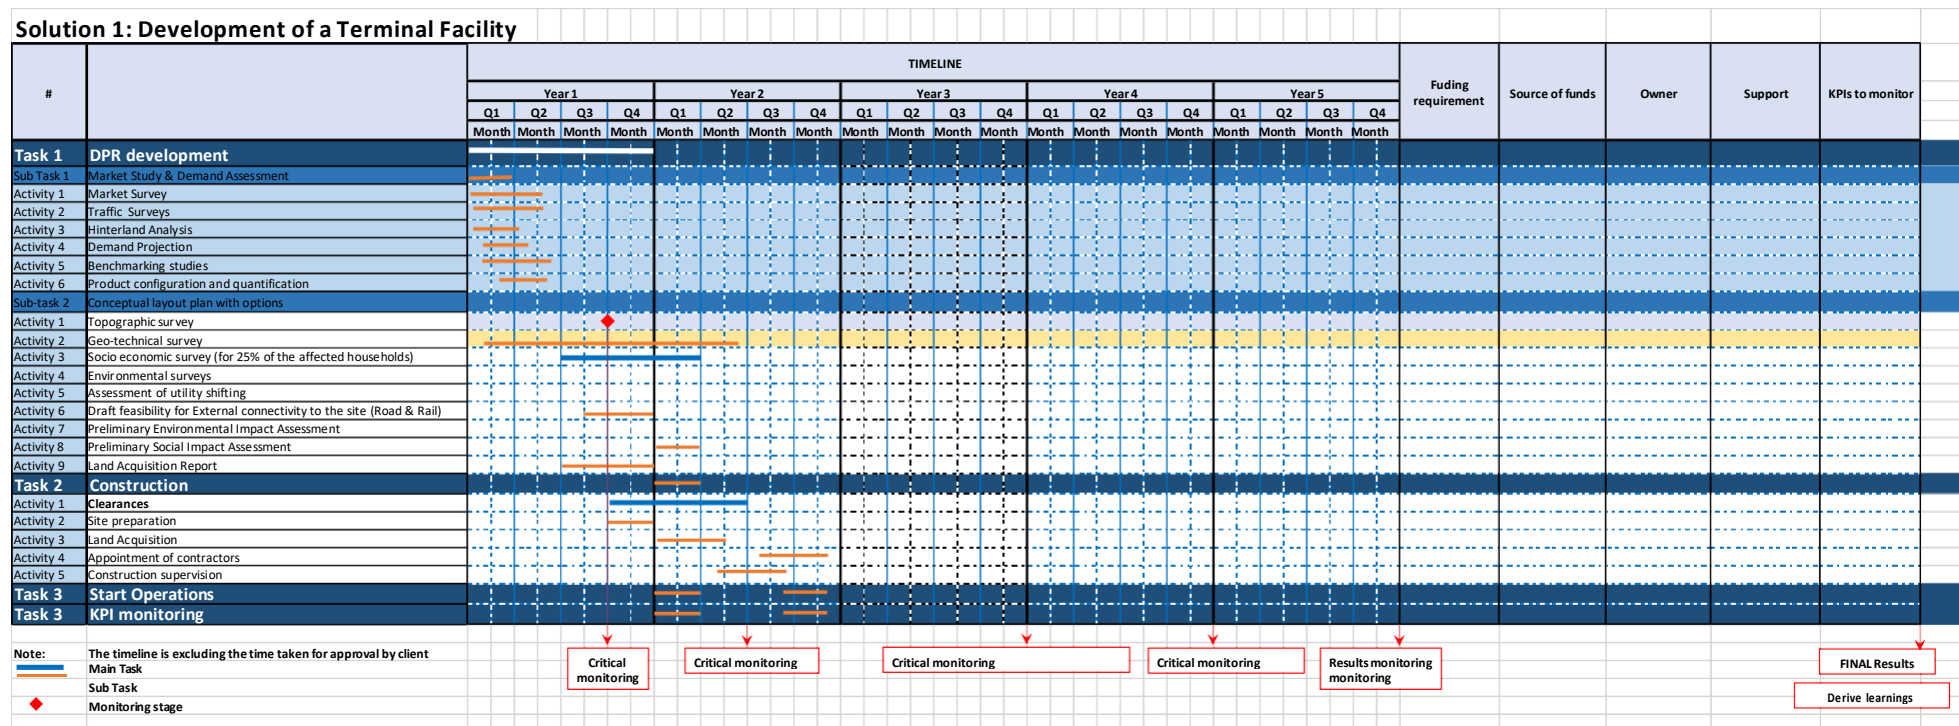 Solution 1: Development of a Terminal Facility
# TIMELINE Fuding requirement Source of funds Owner Support KPIs to monitor
Year 1 Year 2 Year 3 Year 4 Year 5
Q1 Q2 Q3 Q4 Q1 Q2 Q3 Q4 Q1 Q2 Q3 Q4 Q1 Q2 Q3 Q4 Q1 Q2 Q3 Q4
Month Month Month Month Month Month Month Month Month Month Month Month Month Month Month Month Month Month Month Month
Task 1 DPR development
Sub Task 1 Market Study & Demand Assessment
Activity 1 Market Survey
Activity 2 Traffic Surveys
Activity 3 Hinterland Analysis
Activity 4 Demand Projection
Activity 5 Benchmarking studies
Activity 6 Product configuration and quantification
Sub-task 2 Conceptual layout plan with options
Activity 1 Topographic survey
Activity 2 Geo-technical survey
Activity 3 Socio economic survey (for 25% of the affected households)
Activity 4 Environmental surveys
Activity 5 Assessment of utility shifting
Activity 6 Draft feasibility for External connectivity to the site (Road & Rail)
Activity 7 Preliminary Environmental Impact Assessment
Activity 8 Preliminary Social Impact Assessment
Activity 9 Land Acquisition Report
Task 2 Construction
Activity 1 Clearances
Activity 2 Site preparation
Activity 3 Land Acquisition
Activity 4 Appointment of contractors
Activity 5 Construction supervision
Task 3 Start Operations
Task 3 KPI monitoring
Note: The timeline is excluding the time taken for approval by client
Main Task
Sub Task
Monitoring stage
Critical
monitoring
Critical monitoring
Critical monitoring
Critical monitoring
Results monitoring
monitoring
FINAL Results
Derive learnings